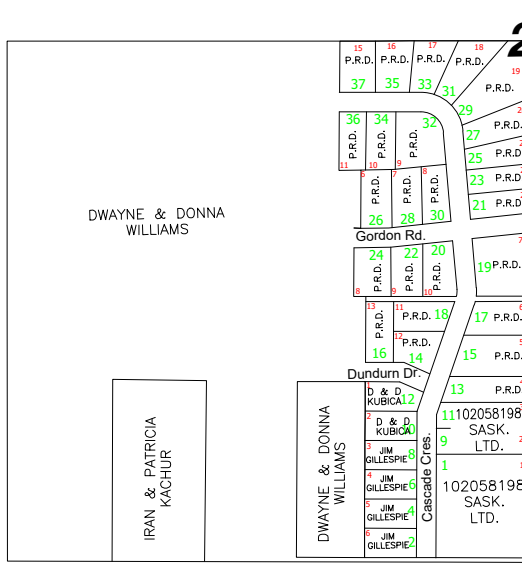 2
15
16
17
18
P.R.D.
P.R.D.
P.R.D.
P.R.D.
37
35
33
31
19
P.R.D.
29
36
34
32
P.R.D.
P.R.D.
P.R.D.
11
10
9
27
P.R.D.
25
P.R.D
23
P.R.D
21
P.R.D
6
7
8
P.R.D.
P.R.D.
P.R.D.
26
28
30
DWAYNE & DONNA
WILLIAMS
Gordon Rd.
24
22
20
P.R.D.
P.R.D.
P.R.D.
8
9
10
7
19 P.R.D.
13
P.R.D.
16
11
P.R.D. 18
12
P.R.D.
14
17 P.R.D.
15 P.R.D.
13 P.R.D
Dundurn Dr.
1
D & D
KUBICA 12
2
D & D
KUBICA
3
JIM
GILLESPIE 8
4
JIM
GILLESPIE 6
5
JIM
GILLESPIE 4
6
JIM
GILLESPIE 2
Cascade Cres.
11 102058198
SASK.
LTD.
9
1
102058198
SASK.
LTD.
IRAN & PATRICIA
KACHUR
DWAYNE & DONNA
WILLIAMS